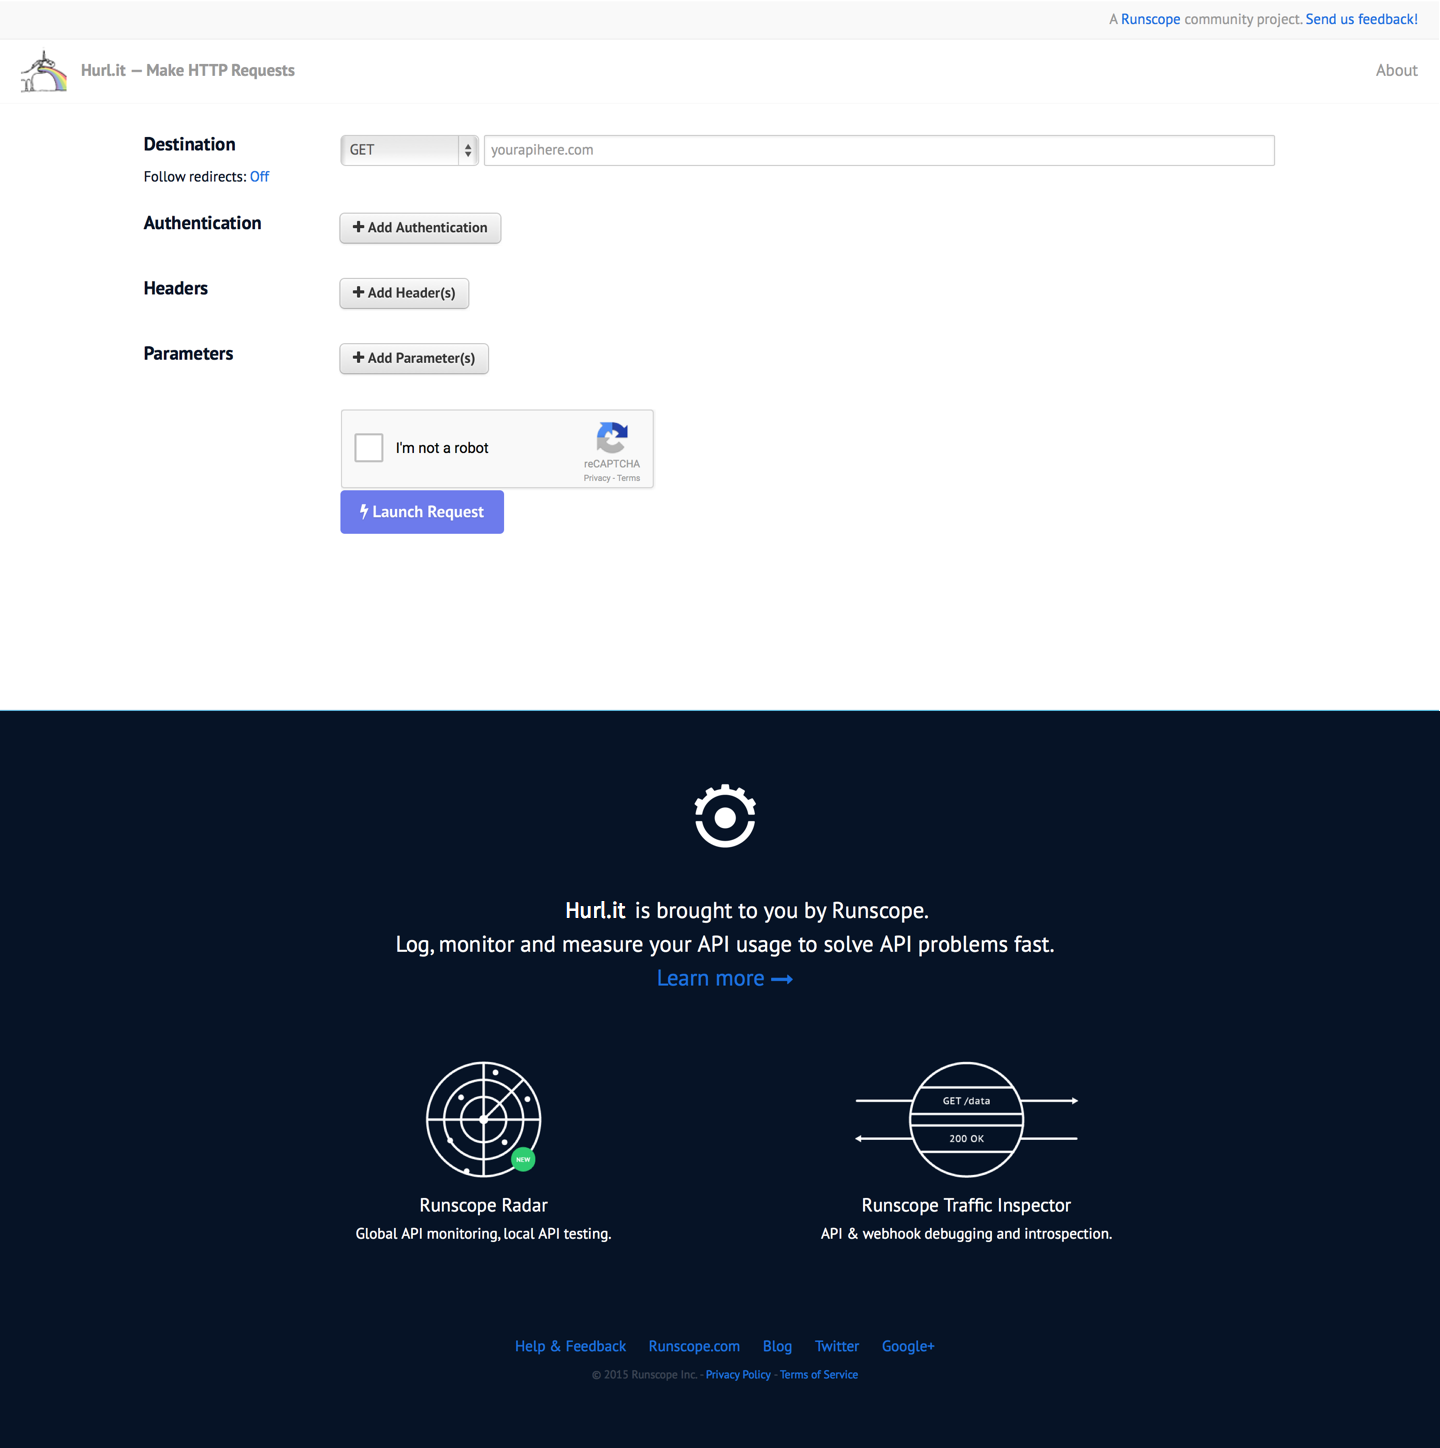 A Runscope community project. Send us feedback!
Hurl.it — Make HTTP Requests
About
Destination
GET
yourapihere.com
Follow redirects: Off
Authentication
Add Authentication
Headers
Add Header(s)
Parameters
Add Parameter(s)
I'm not a robot
reCAPTCHA
Privacy - Terms
Launch Request
Hurl.it is brought to you by Runscope.
Log, monitor and measure your API usage to solve API problems fast.
Learn more
NEW
Runscope Radar
Global API monitoring, local API testing.
GET /data
200 OK
Runscope Traffic Inspector
API & webhook debugging and introspection.
Help & Feedback Runscope.com Blog Twitter Google+
© 2015 Runscope Inc. - Privacy Policy - Terms of Service